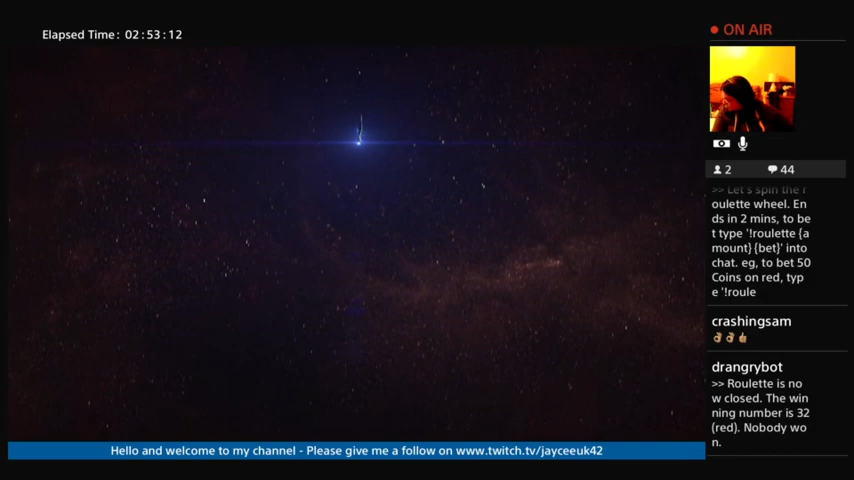 Elapsed Time: 02:53:12
ON AIR
2
44
>> Let's spin the r
oulette wheel. En
ds in 2 mins, to be
t type '!roulette {a
mount} {bet}' into
chat. eg, to bet 50
Coins on red, typ
e '!roule
crashingsam
drangrybot
>> Roulette is no
w closed. The win
ning number is 32
(red). Nobody wo
n.
Hello and welcome to my channel - Please give me a follow on www.twitch.tv/jayceeuk42